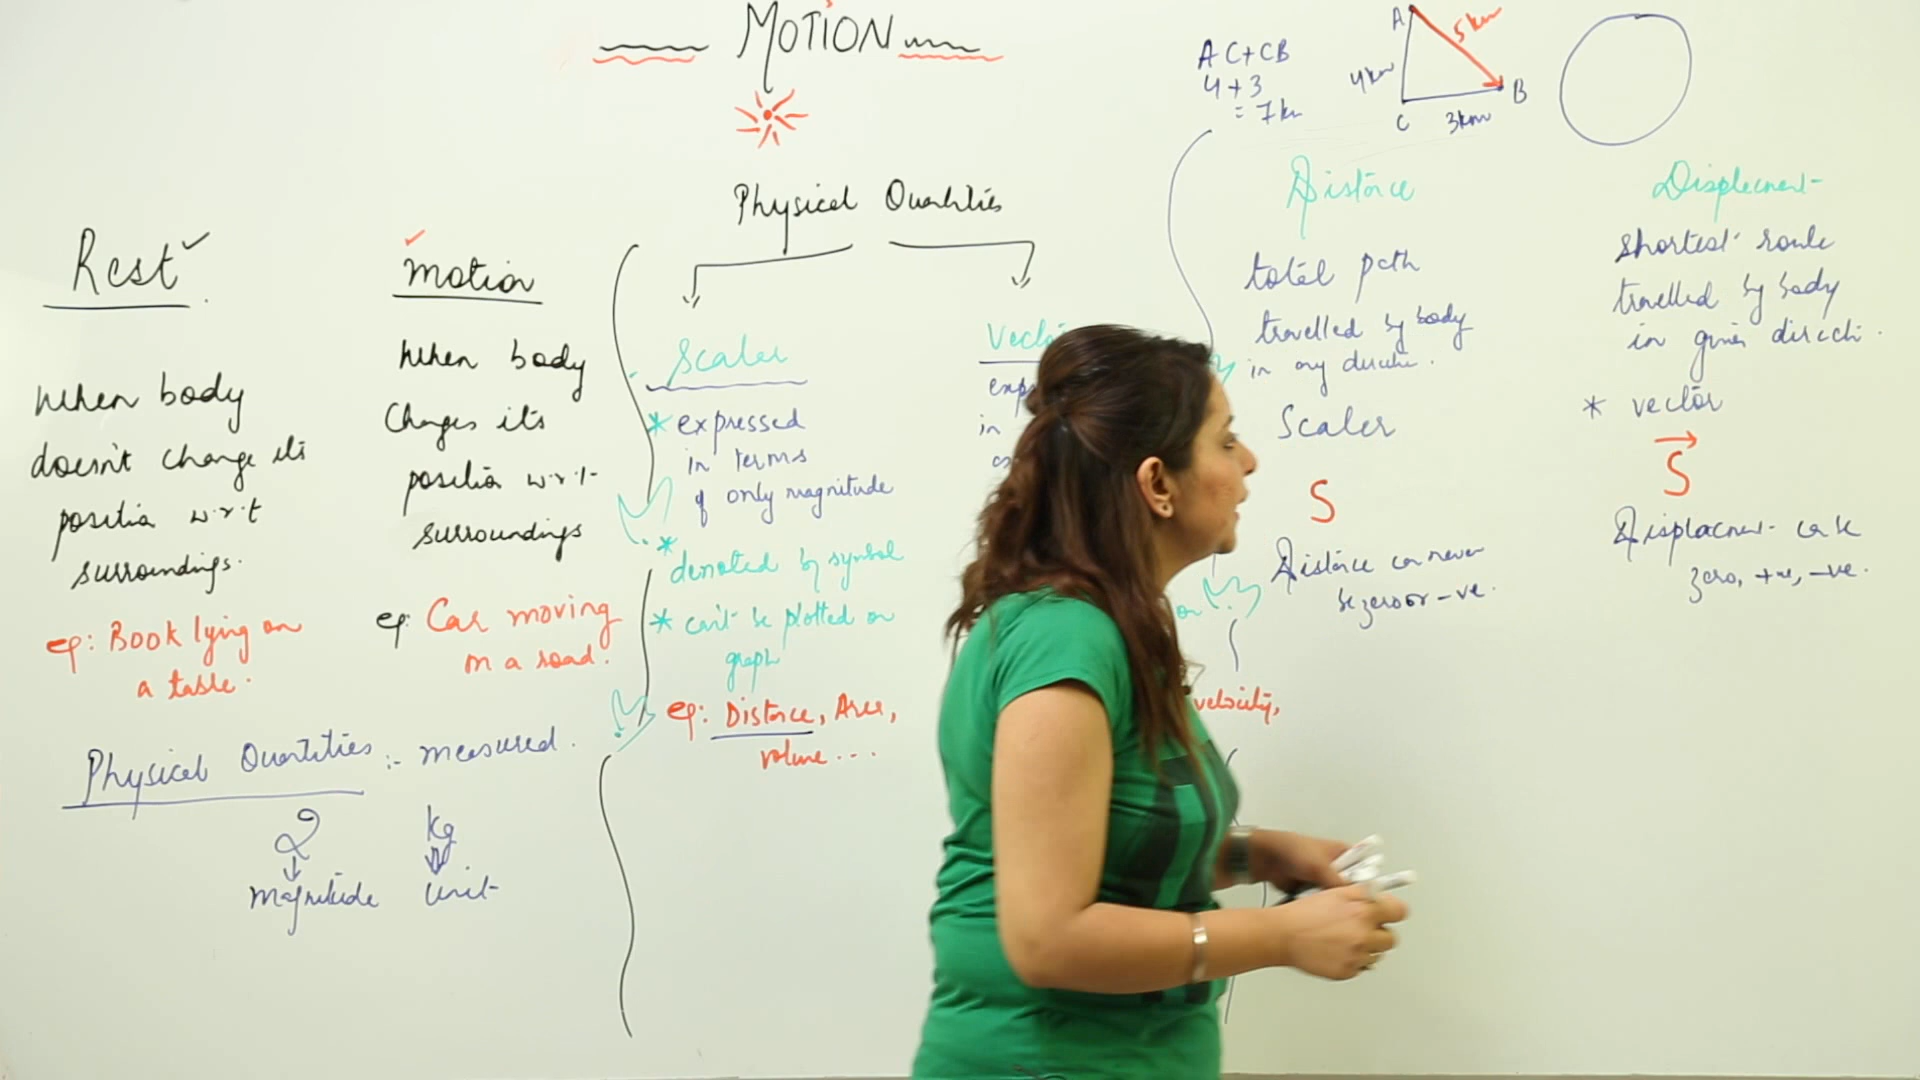 MOTION
AC+CB
4+3
= 7km
A
5km
4km
B
C
3km
Physical Quantities
Rest
When body
doesn't change its
position w.r.t
surroundings.
eg: Book lying on
a table.
motion
When body
Changes its
position w.r.t
surroundings
eg: Car moving
on a road.
Physical Quantities :- measured.
2
kg
magnitude
unit
Scaler
* expressed
in terms
of only magnitude
* denoted by symbol
* can't be plotted on
graph
eg: Distance, Area,
volume ...
in
on
velocity,
Distance
total path
travelled by body
in any direction.
Scaler
S
Distance can never
be zero or -ve.
Displacement
shortest route
travelled by body
in given direction.
* vector
S
Displacement can be
zero, +ve, -ve.